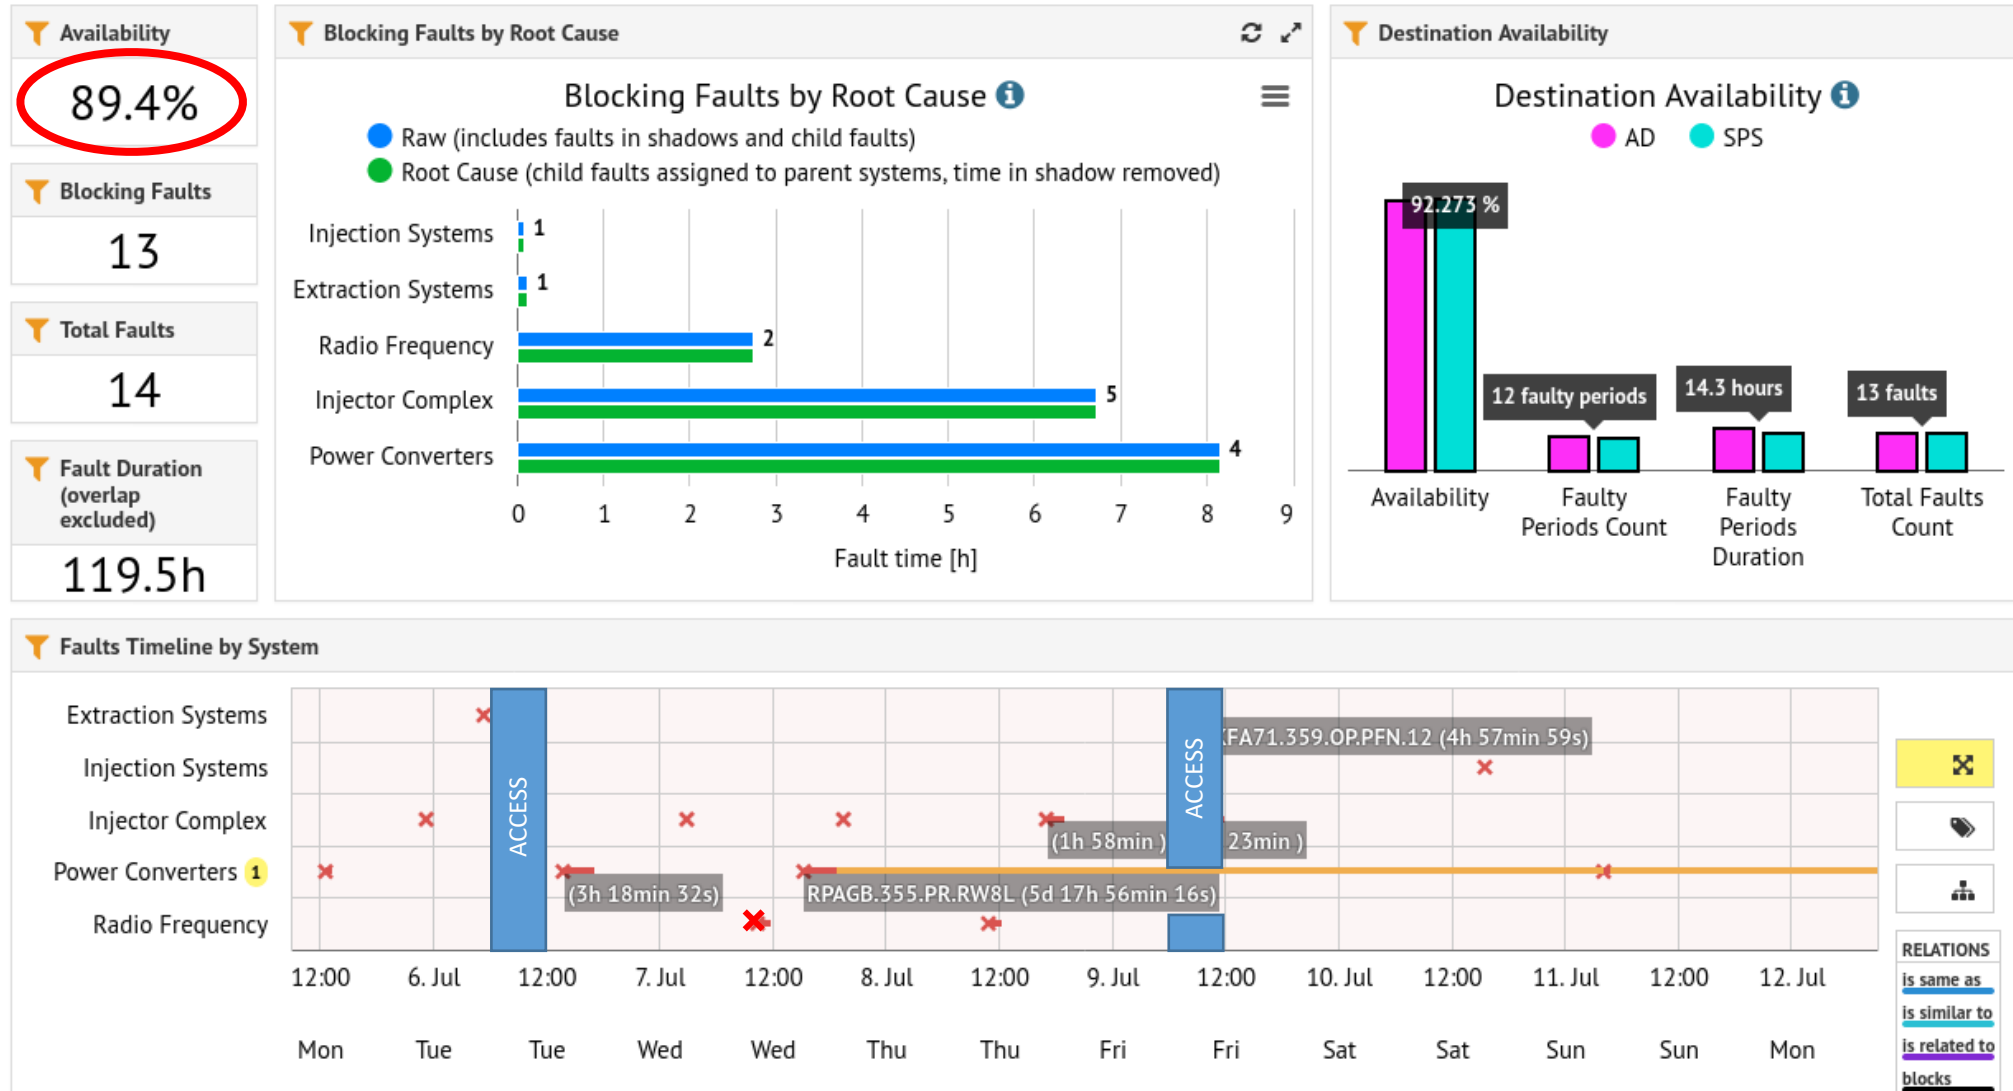 Availability
89.4%
Blocking Faults
13
Total Faults
14
Fault Duration
(overlap
excluded)
119.5h
Blocking Faults by Root Cause
Blocking Faults by Root Cause
Raw (includes faults in shadows and child faults)
Root Cause (child faults assigned to parent systems, time in shadow removed)
Injection Systems 1
Extraction Systems 1
Radio Frequency 2
Injector Complex 5
Power Converters 4
0 1 2 3 4 5 6 7 8 9
Fault time [h]
Destination Availability
Destination Availability
AD SPS
92.273 %
12 faulty periods
14.3 hours
13 faults
Availability
Faulty
Periods Count
Faulty
Periods
Duration
Total Faults
Count
Faults Timeline by System
Extraction Systems
Injection Systems
Injector Complex
Power Converters 1
Radio Frequency
ACCESS
ACCESS
FA71.359.OP.PFN.12 (4h 57min 59s)
(1h 58min )
23min )
(3h 18min 32s)
RPAGB.355.PR.RW8L (5d 17h 56min 16s)
12:00 6. Jul 12:00 7. Jul 12:00 8. Jul 12:00 9. Jul 12:00 10. Jul 12:00 11. Jul 12:00 12. Jul
Mon Tue Tue Wed Wed Thu Thu Fri Fri Sat Sat Sun Sun Mon
RELATIONS
is same as
is similar to
is related to
blocks